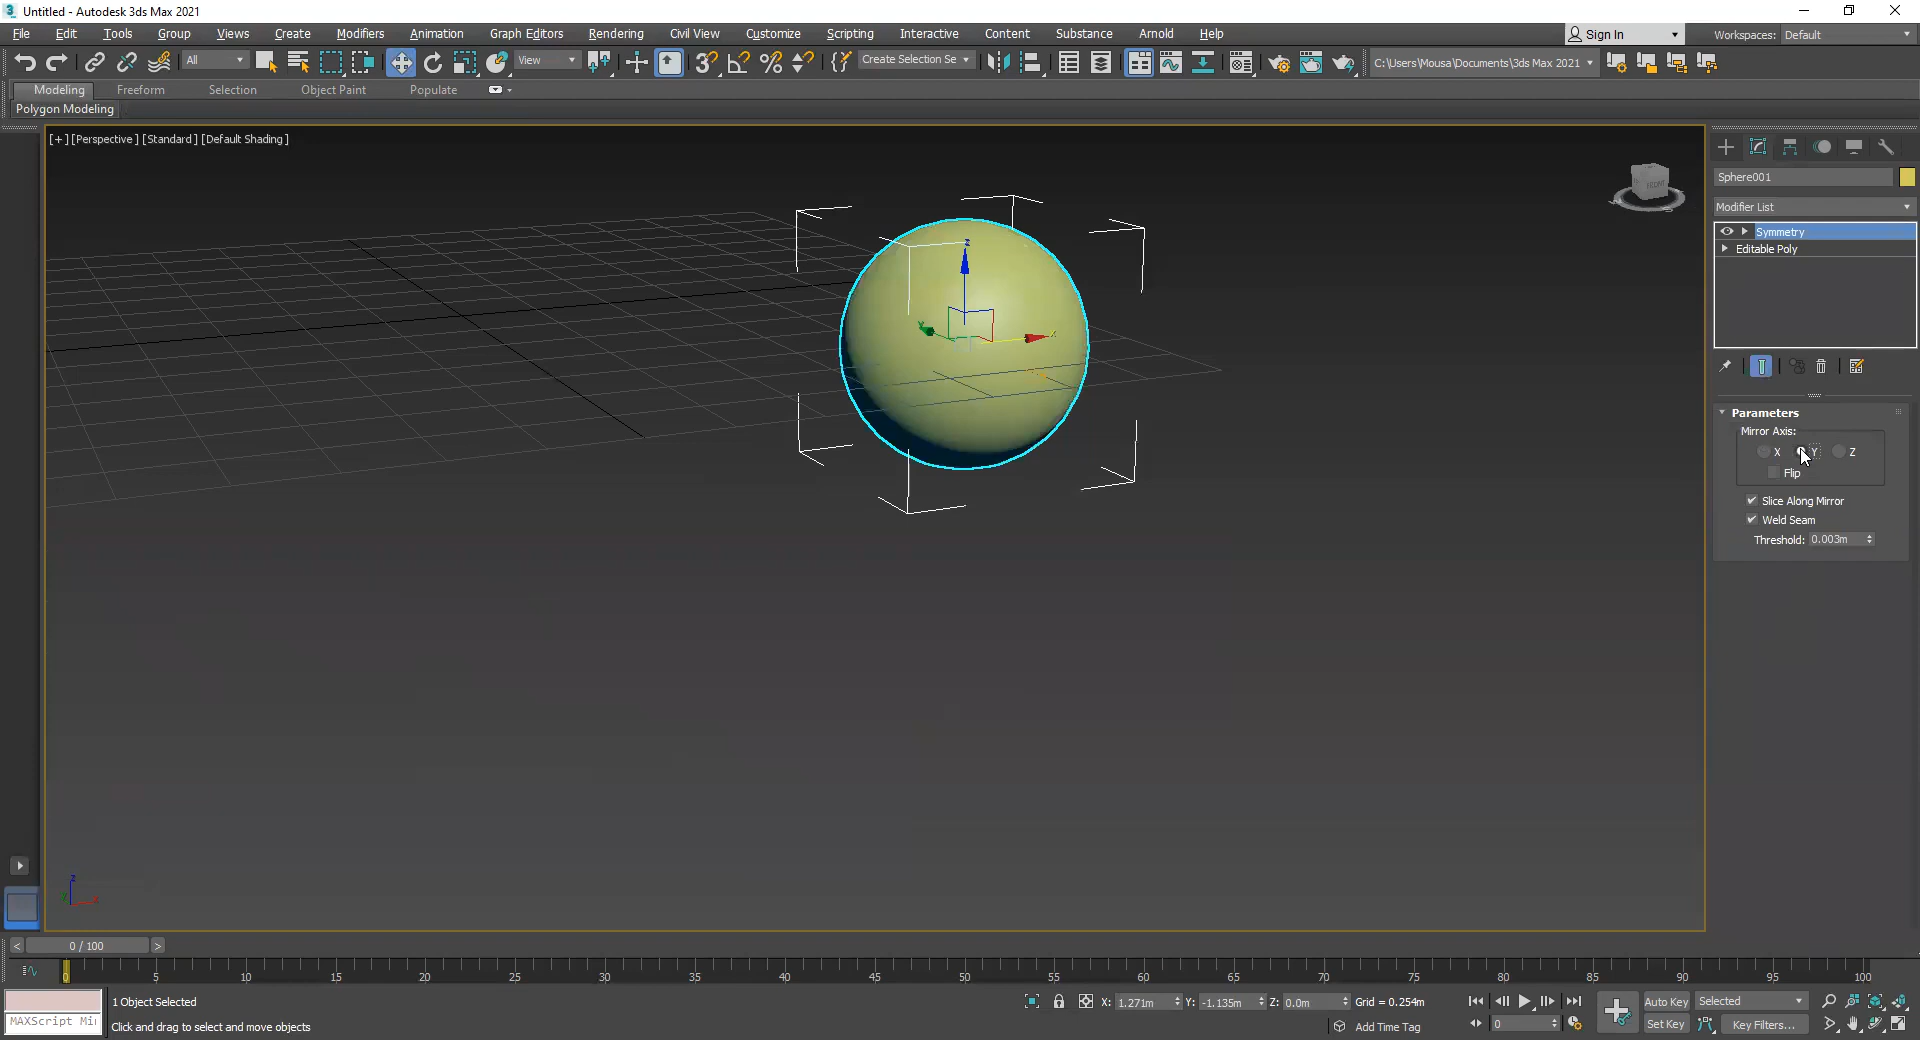 Untitled - Autodesk 3ds Max 2021
File Edit Tools Group Views Create Modifiers Animation Graph Editors Rendering Civil View Customize Scripting Interactive Content Substance Arnold Help
Sign In
Workspaces: Default
All
View
Create Selection Se
C:\Users\Mousa\Documents\3ds Max 2021
Modeling Freeform Selection Object Paint Populate
Polygon Modeling
[+] [Perspective] [Standard] [Default Shading]
FRONT
Sphere001
Modifier List
Symmetry
Editable Poly
Parameters
Mirror Axis:
X Y Z
Flip
Slice Along Mirror
Weld Seam
Threshold: 0.003m
z
y
x
z
x
0 / 100
0 5 10 15 20 25 30 35 40 45 50 55 60 65 70 75 80 85 90 95 100
1 Object Selected
X: 1.271m Y: -1.135m Z: 0.0m Grid = 0.254m
Auto Key Selected
MAXScript Mi
Click and drag to select and move objects
Add Time Tag
0
Set Key Key Filters...